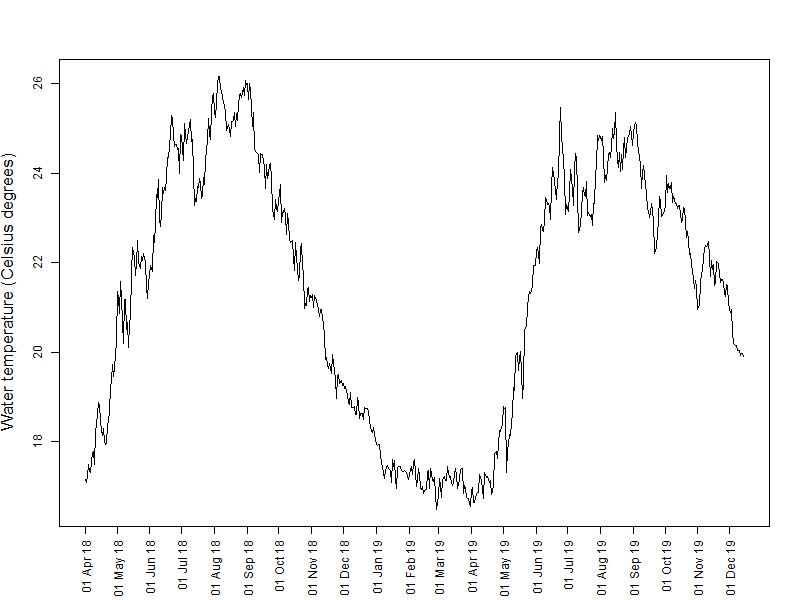 Water temperature (Celsius degrees)
26
24
22
20
18
01 Apr 18
01 May 18
01 Jun 18
01 Jul 18
01 Aug 18
01 Sep 18
01 Oct 18
01 Nov 18
01 Dec 18
01 Jan 19
01 Feb 19
01 Mar 19
01 Apr 19
01 May 19
01 Jun 19
01 Jul 19
01 Aug 19
01 Sep 19
01 Oct 19
01 Nov 19
01 Dec 19